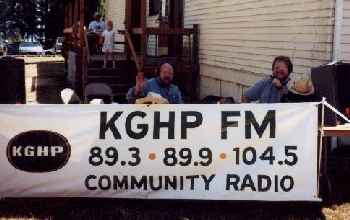 KGHP FM
KGHP
89.3 • 89.9 • 104.5
COMMUNITY RADIO